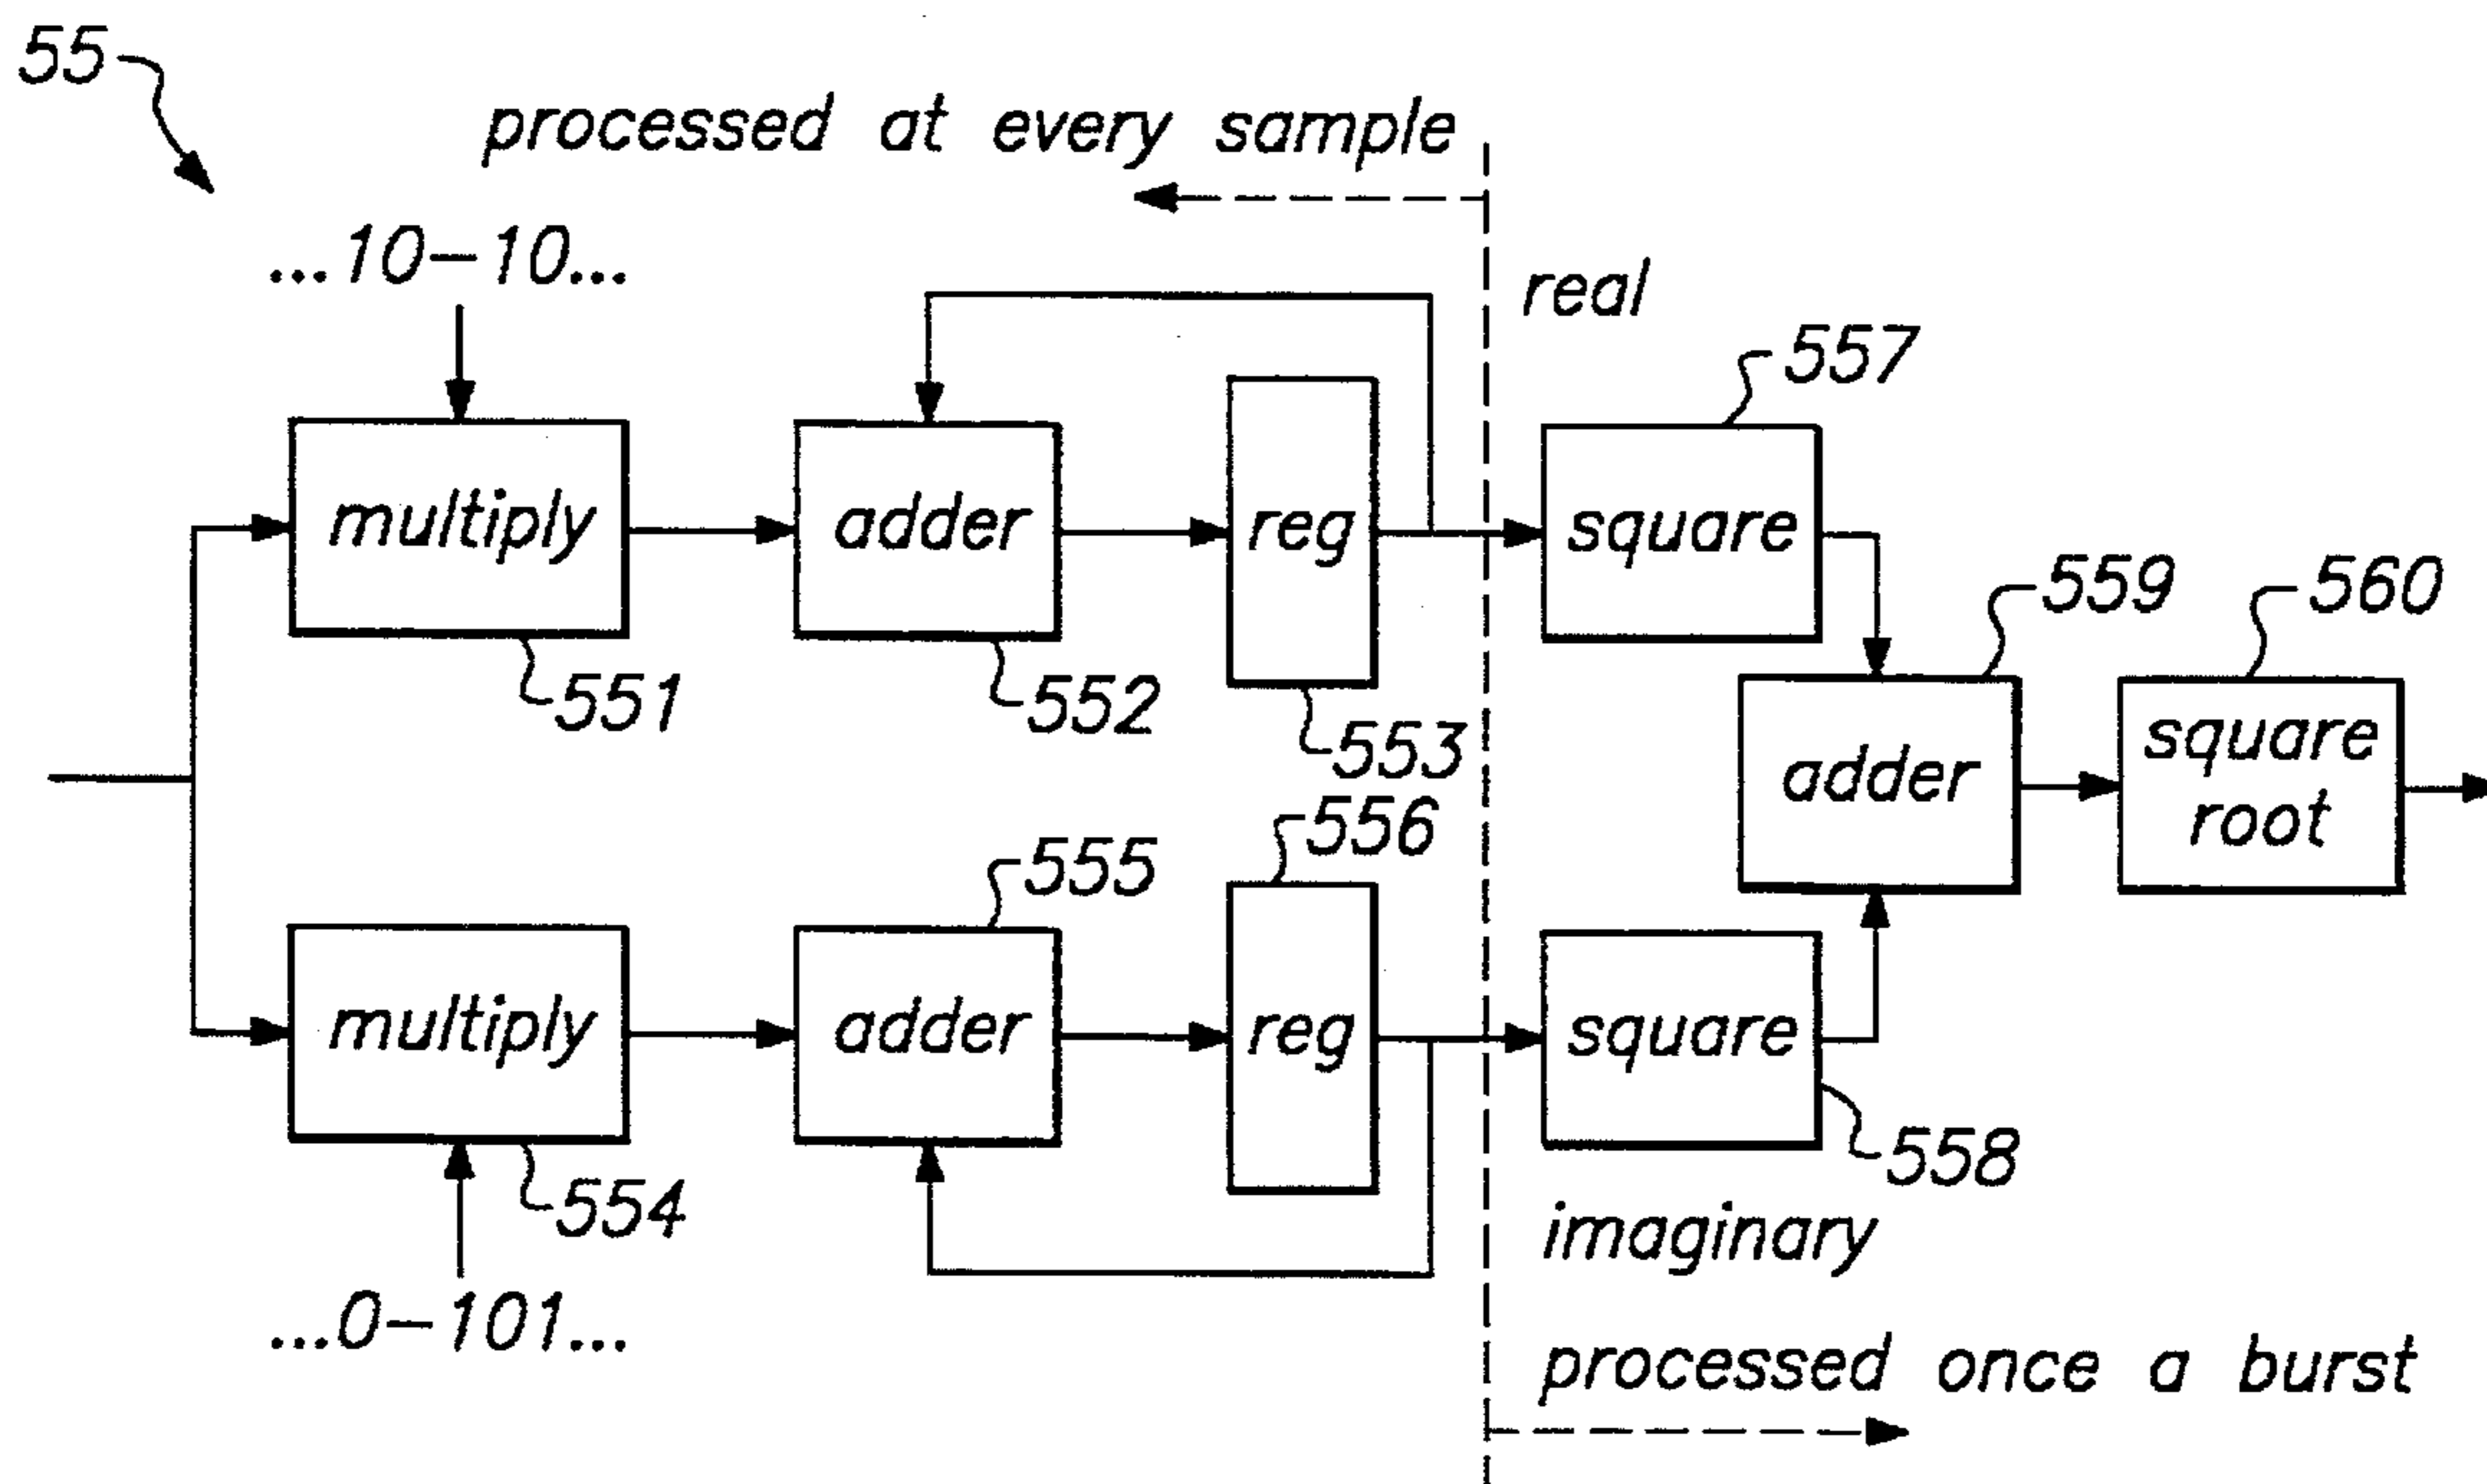 55
processed at every sample
...10–10...
real
557
multiply
adder
reg
square
559
560
551
552
553
adder
square
root
556
555
multiply
adder
reg
square
558
554
imaginary
...0–101...
processed once a burst